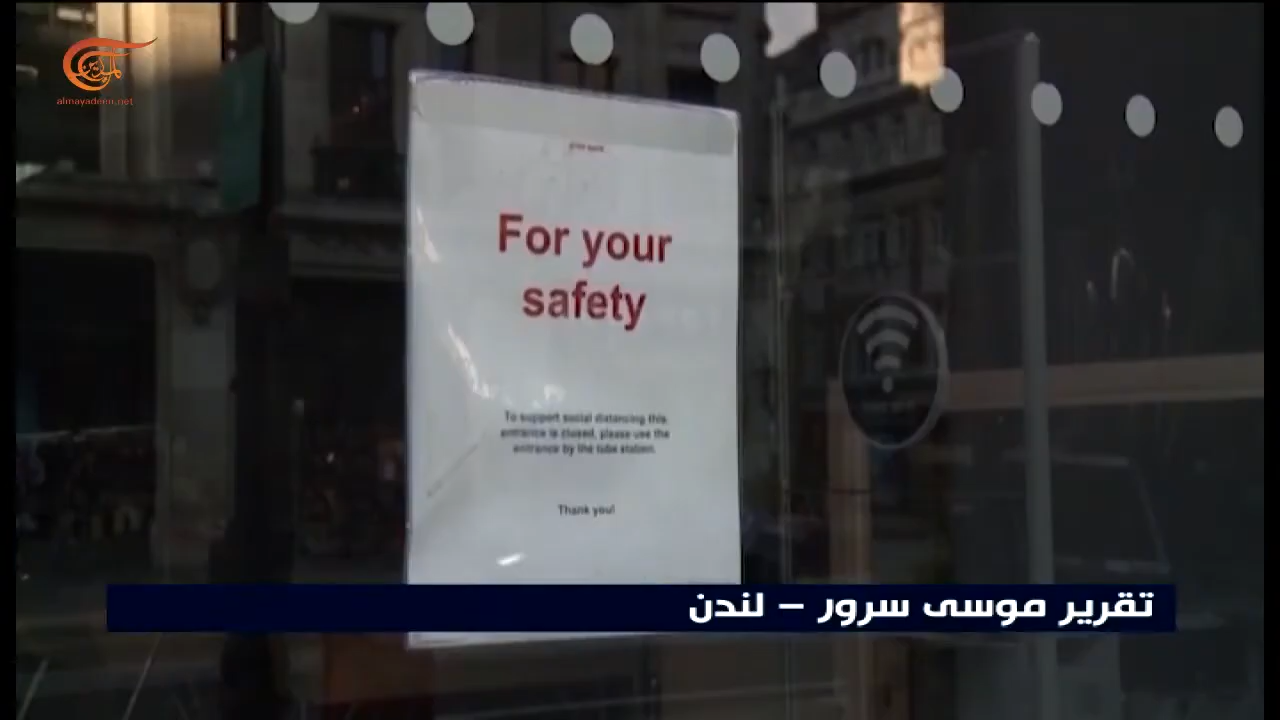 الميادين
almayadeen.net
For your
safety
To support social distancing this
entrance is closed, please use the
entrance by the tube station.
Thank you!
تقرير موسى سرور – لندن